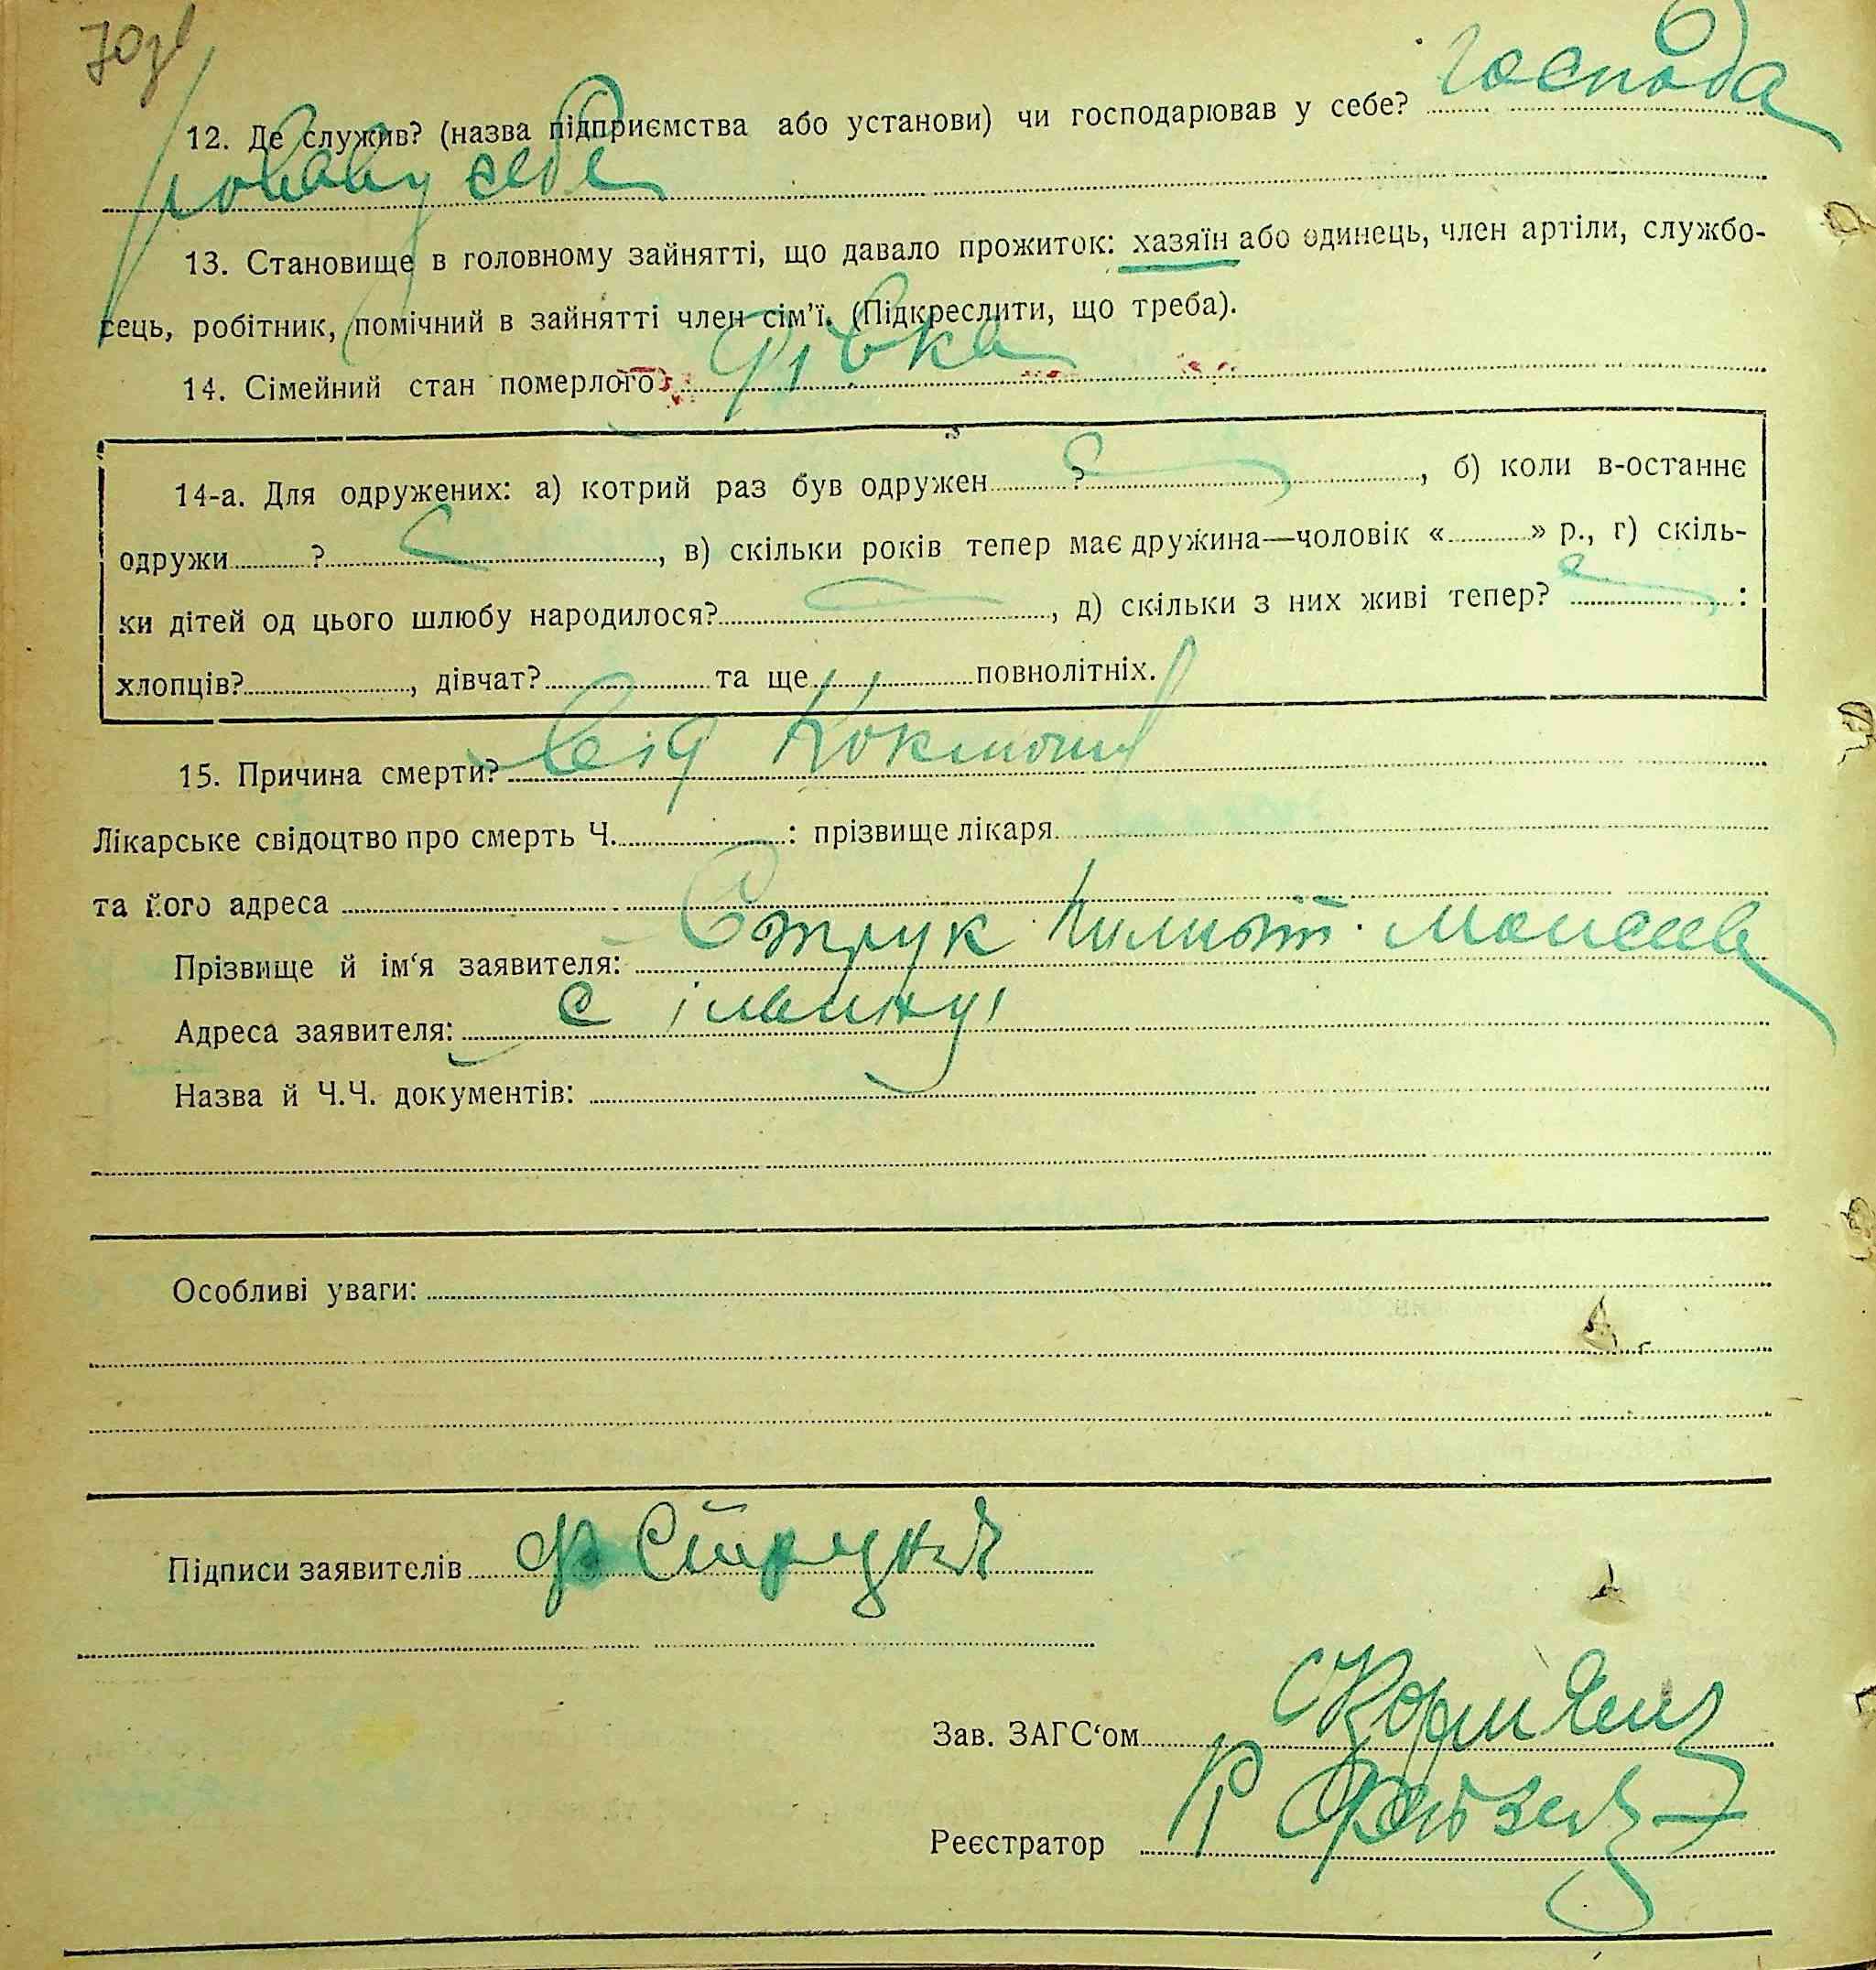 70зв
12. Де служив? (назва підприємства або установи) чи господарював у себе? Господа
рював у себе
13. Становище в головному зайнятті, що давало прожиток: хазяїн або одинець, член артіли, службо-
вець, робітник, помічний в зайнятті член сім'ї. (Підкреслити, що треба).
14. Сімейний стан померлого: дівка
14-а. Для одружених: а) котрий раз був одружен ? , б) коли в-останнє
одружи ? , в) скільки років тепер має дружина—чоловік « » р., г) скіль-
ки дітей од цього шлюбу народилося? , д) скільки з них живі тепер? :
хлопців? , дівчат? та ще повнолітніх.
15. Причина смерти? від Коклюш
Лікарське свідоцтво про смерть Ч. : прізвище лікаря
та його адреса
Прізвище й ім'я заявителя: Струк
Адреса заявителя: с
Назва й Ч.Ч. документів:
Особливі уваги:
Підписи заявителів
Зав. ЗАГС'ом
Реєстратор